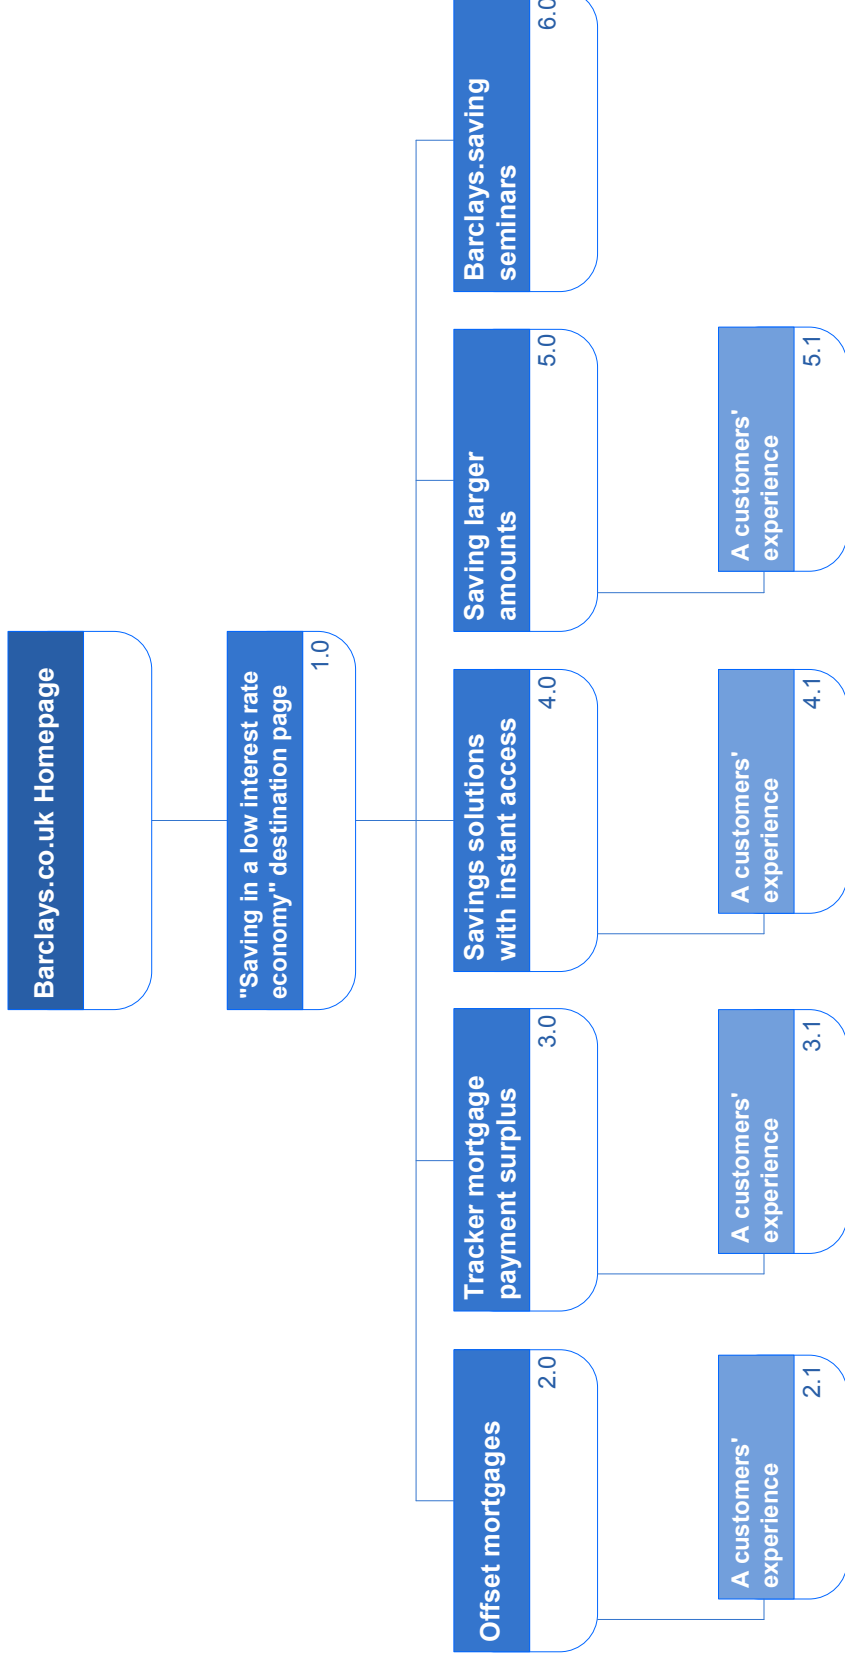 Barclays.co.uk Homepage
"Saving in a low interest rate
economy" destination page
1.0
Offset mortgages
2.0
Tracker mortgage
payment surplus
3.0
Savings solutions
with instant access
4.0
Saving larger
amounts
5.0
Barclays.saving
seminars
6.0
A customers'
experience
2.1
A customers'
experience
3.1
A customers'
experience
4.1
A customers'
experience
5.1